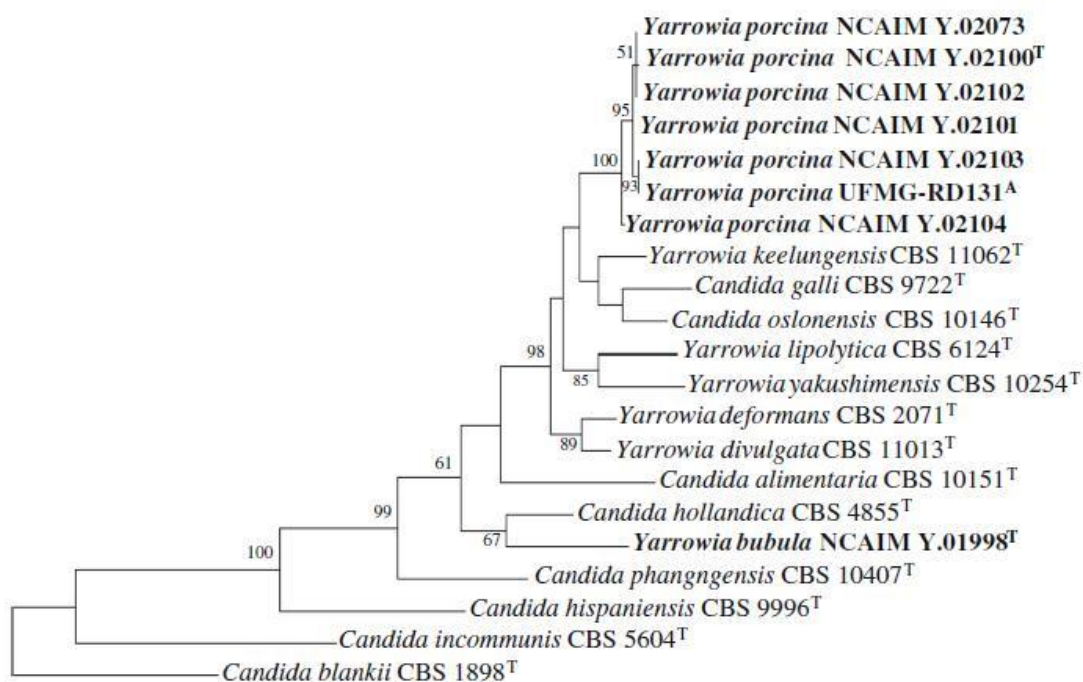 Yarrowia porcina NCAIM Y.02073
51
Yarrowia porcina NCAIM Y.02100ᵀ
Yarrowia porcina NCAIM Y.02102
95
Yarrowia porcina NCAIM Y.02101
100
Yarrowia porcina NCAIM Y.02103
93
Yarrowia porcina UFMG-RD131ᴬ
Yarrowia porcina NCAIM Y.02104
Yarrowia keelungensis CBS 11062ᵀ
Candida galli CBS 9722ᵀ
Candida oslonensis CBS 10146ᵀ
98
Yarrowia lipolytica CBS 6124ᵀ
85
Yarrowia yakushimensis CBS 10254ᵀ
Yarrowia deformans CBS 2071ᵀ
89
Yarrowia divulgata CBS 11013ᵀ
61
Candida alimentaria CBS 10151ᵀ
99
Candida hollandica CBS 4855ᵀ
67
Yarrowia bubula NCAIM Y.01998ᵀ
100
Candida phangngensis CBS 10407ᵀ
Candida hispaniensis CBS 9996ᵀ
Candida incommunis CBS 5604ᵀ
Candida blankii CBS 1898ᵀ